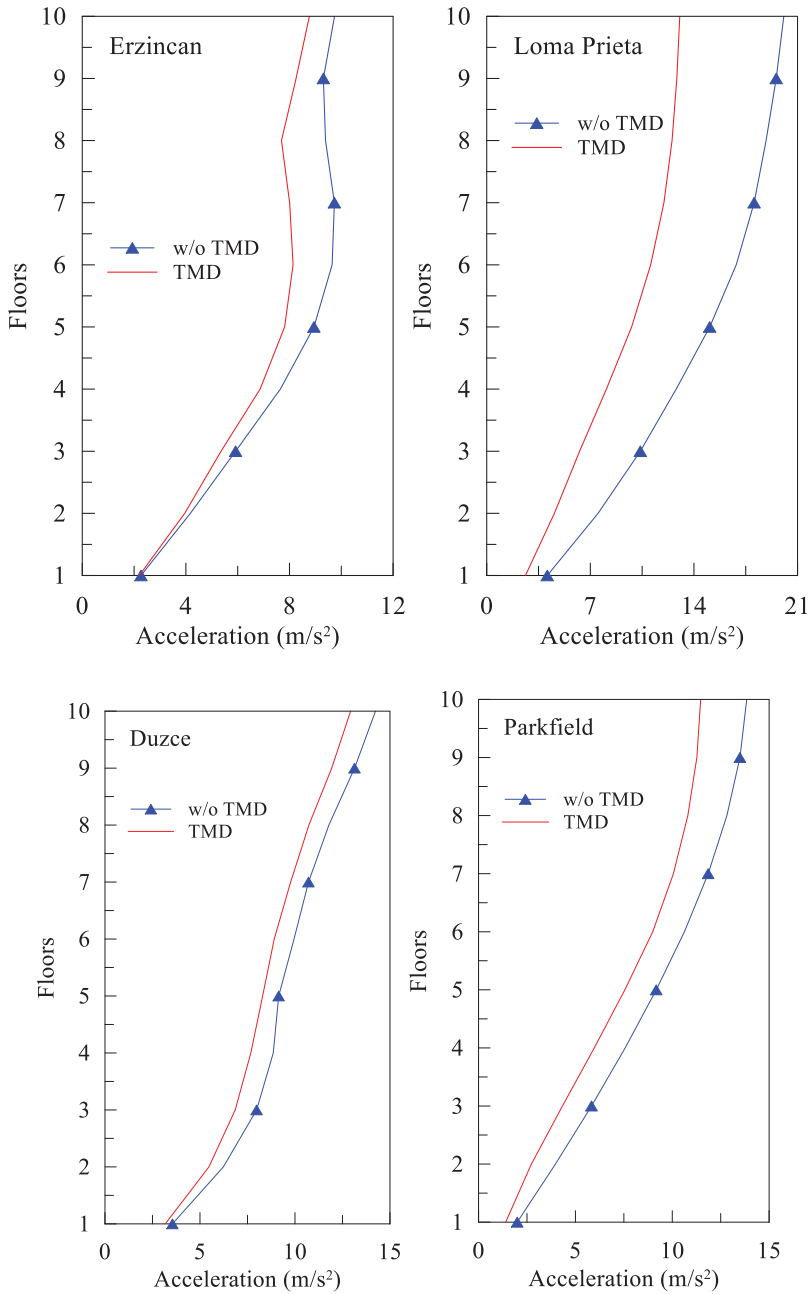 10
9
8
7
6
5
4
3
2
1
Floors
Erzincan
w/o TMD
TMD
0
4
8
12
Acceleration (m/s²)
10
9
8
7
6
5
4
3
2
1
Floors
Loma Prieta
w/o TMD
TMD
0
7
14
21
Acceleration (m/s²)
10
9
8
7
6
5
4
3
2
1
Floors
Duzce
w/o TMD
TMD
0
5
10
15
Acceleration (m/s²)
10
9
8
7
6
5
4
3
2
1
Floors
Parkfield
w/o TMD
TMD
0
5
10
15
Acceleration (m/s²)